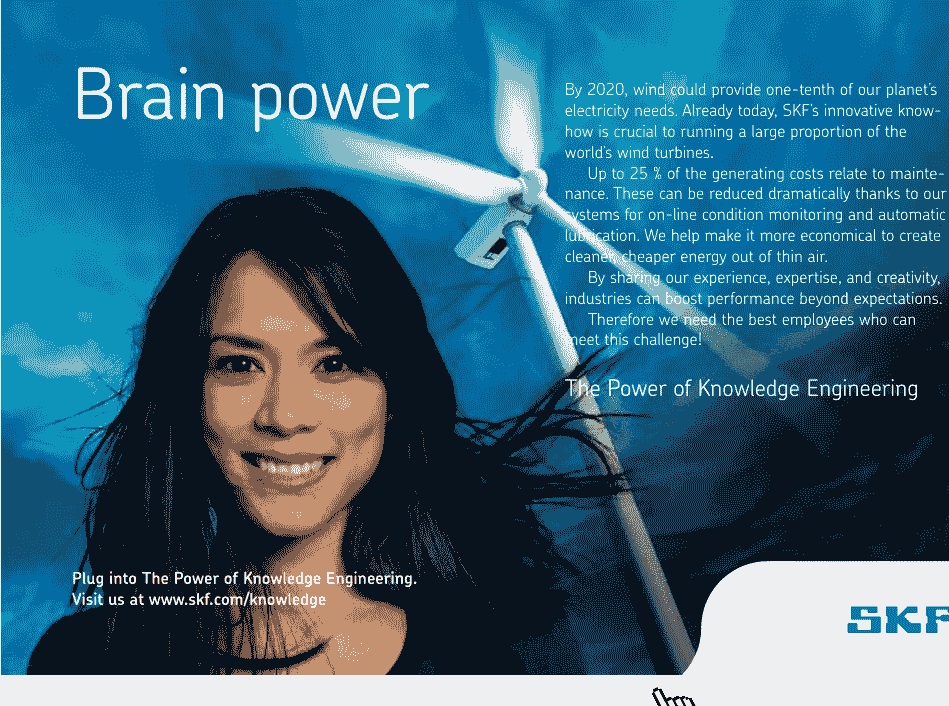 Brain power
By 2020, wind could provide one-tenth of our planet's
electricity needs. Already today, SKF's innovative know-
how is crucial to running a large proportion of the
world's wind turbines.
Up to 25 % of the generating costs relate to mainte-
nance. These can be reduced dramatically thanks to our
systems for on-line condition monitoring and automatic
lubrication. We help make it more economical to create
cleaner, cheaper energy out of thin air.
By sharing our experience, expertise, and creativity,
industries can boost performance beyond expectations.
Therefore we need the best employees who can
meet this challenge!
The Power of Knowledge Engineering
Plug into The Power of Knowledge Engineering.
Visit us at www.skf.com/knowledge
SKF